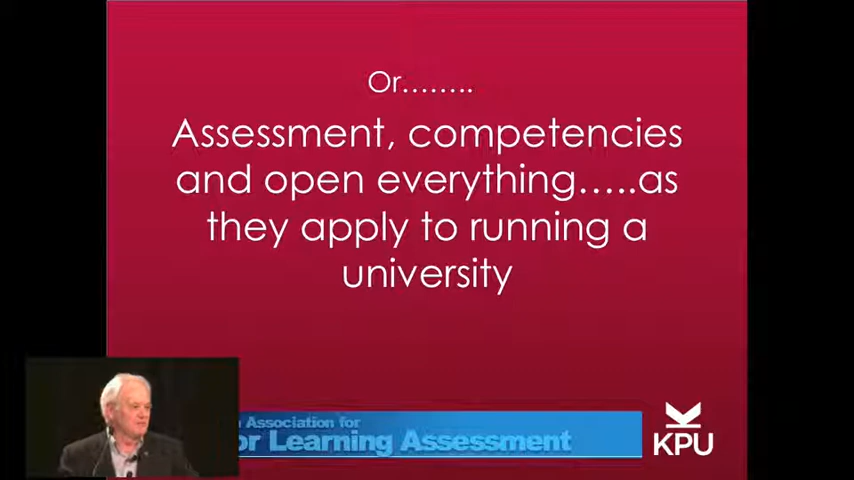 Or........
Assessment, competencies
and open everything.....as
they apply to running a
university
Association for
or Learning Assessment
KPU